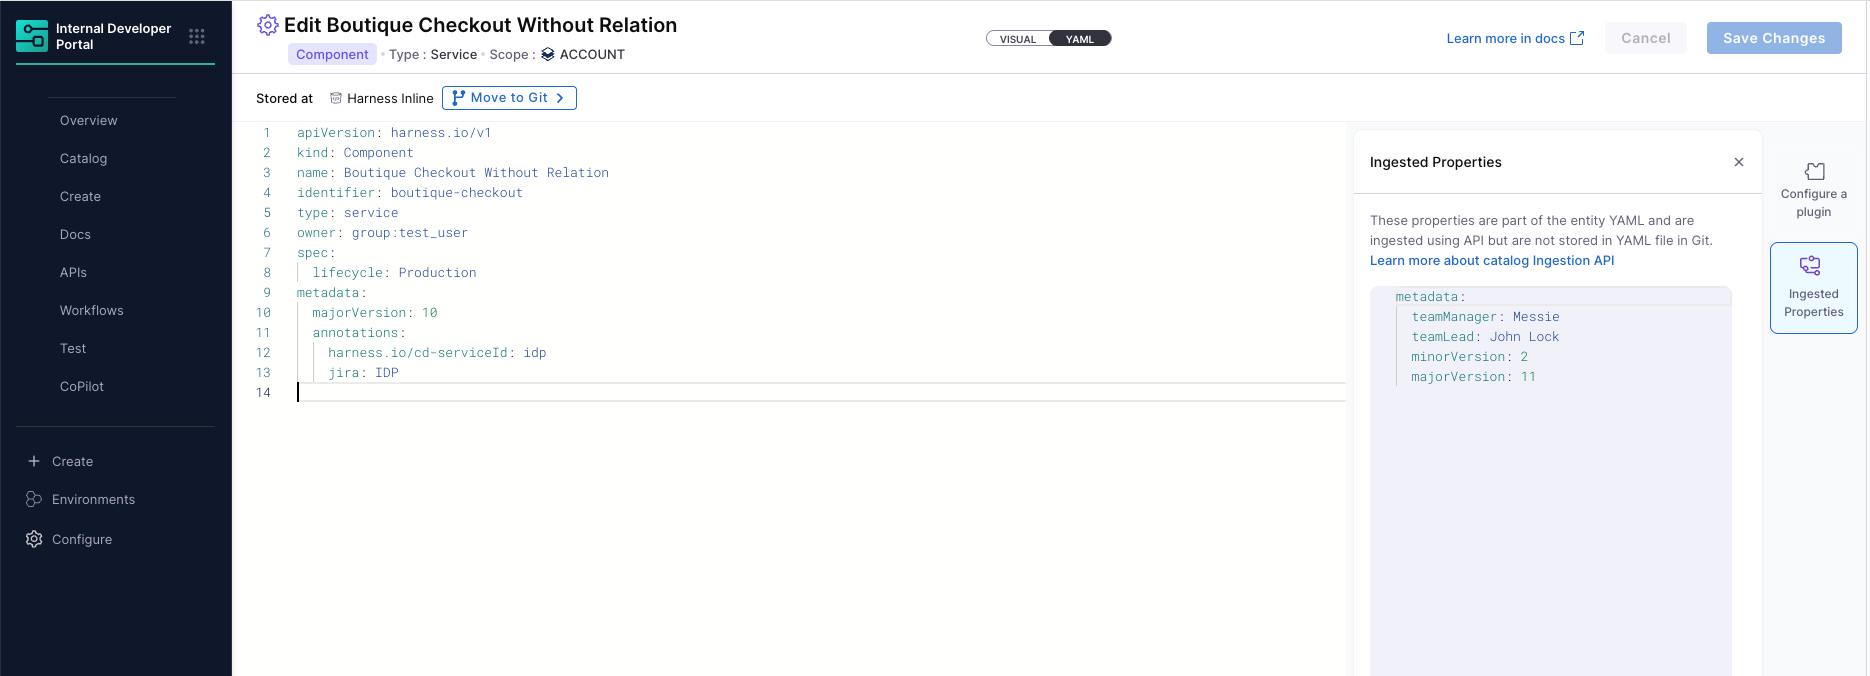 Internal Developer
Portal
Overview
Catalog
Create
Docs
APIs
Workflows
Test
CoPilot
Create
Environments
Configure
Edit Boutique Checkout Without Relation
Component • Type : Service • Scope : ACCOUNT
VISUAL YAML
Learn more in docs
Cancel
Save Changes
Stored at Harness Inline Move to Git
1 apiVersion: harness.io/v1
2 kind: Component
3 name: Boutique Checkout Without Relation
4 identifier: boutique-checkout
5 type: service
6 owner: group:test_user
7 spec:
8 lifecycle: Production
9 metadata:
10 majorVersion: 10
11 annotations:
12 harness.io/cd-serviceId: idp
13 jira: IDP
14
Ingested Properties
These properties are part of the entity YAML and are
ingested using API but are not stored in YAML file in Git.
Learn more about catalog Ingestion API
metadata:
teamManager: Messie
teamLead: John Lock
minorVersion: 2
majorVersion: 11
Configure a
plugin
Ingested
Properties